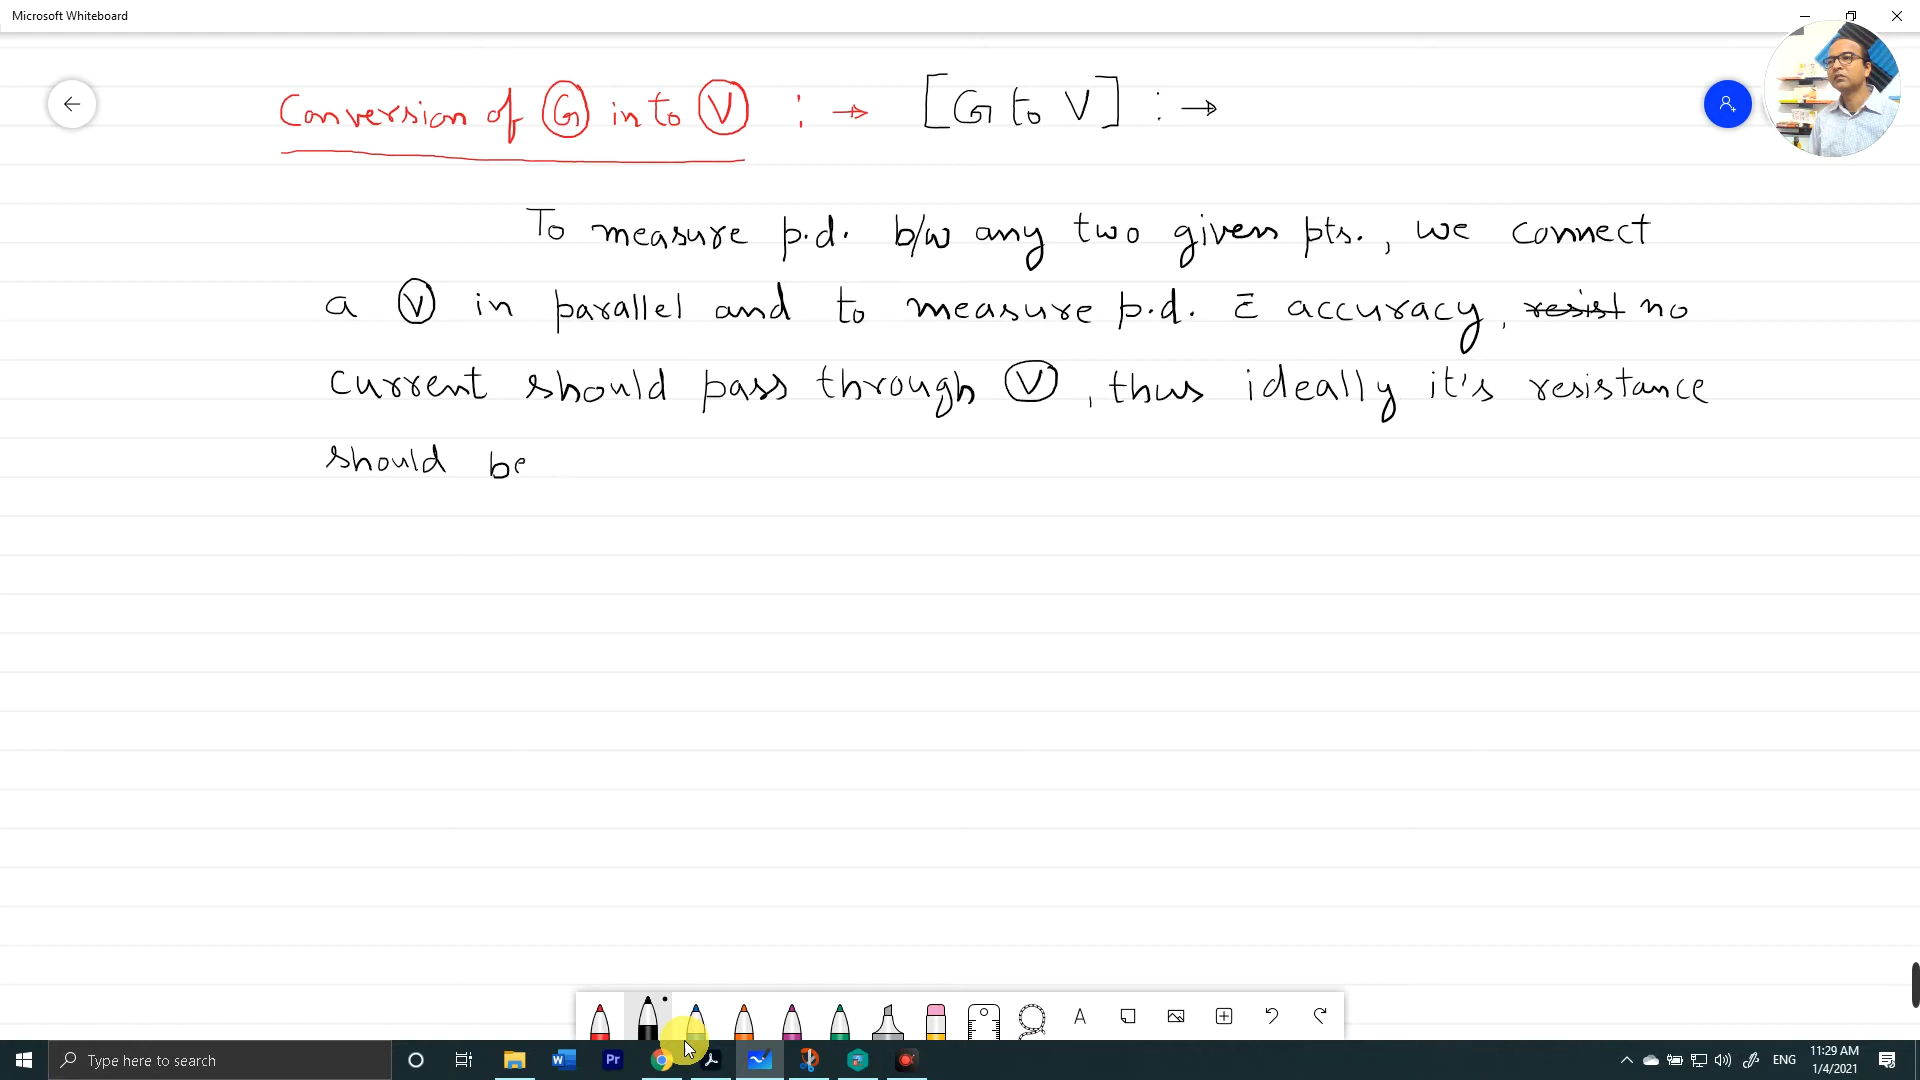 Microsoft Whiteboard
Conversion of Ⓖ into Ⓥ : → [G to V] : →
To measure p.d. b/w any two given pts., we connect
a Ⓥ in parallel and to measure p.d. c̄ accuracy, ~~resist~~ no
current should pass through Ⓥ, thus ideally it's resistance
should be
A
Type here to search
W
Pr
ENG
11:29 AM
1/4/2021